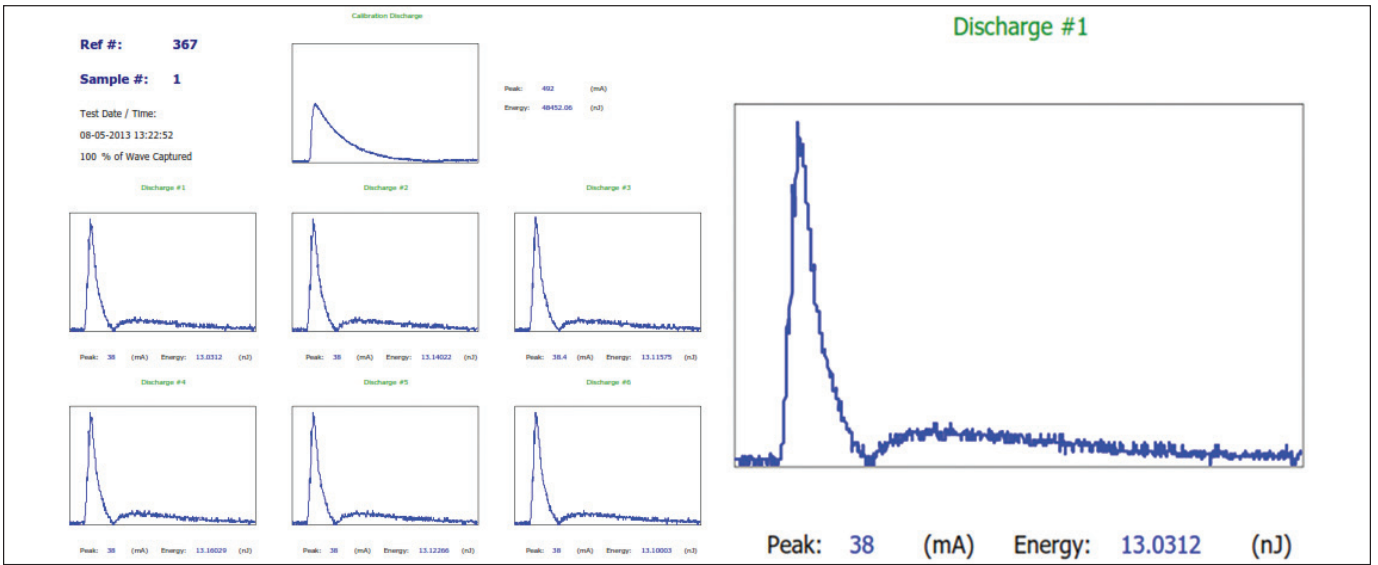 Calibration Discharge
Ref #: 367
Sample #: 1
Test Date / Time:
08-05-2013 13:22:52
100 % of Wave Captured
Peak: 492 (mA)
Energy: 48452.06 (nJ)
Discharge #1
Discharge #2
Discharge #3
Peak: 38 (mA) Energy: 13.0312 (nJ)
Peak: 38 (mA) Energy: 13.14022 (nJ)
Peak: 38.4 (mA) Energy: 13.11575 (nJ)
Discharge #4
Discharge #5
Discharge #6
Peak: 38 (mA) Energy: 13.16029 (nJ)
Peak: 38 (mA) Energy: 13.12266 (nJ)
Peak: 38 (mA) Energy: 13.10003 (nJ)
Discharge #1
Peak: 38 (mA) Energy: 13.0312 (nJ)